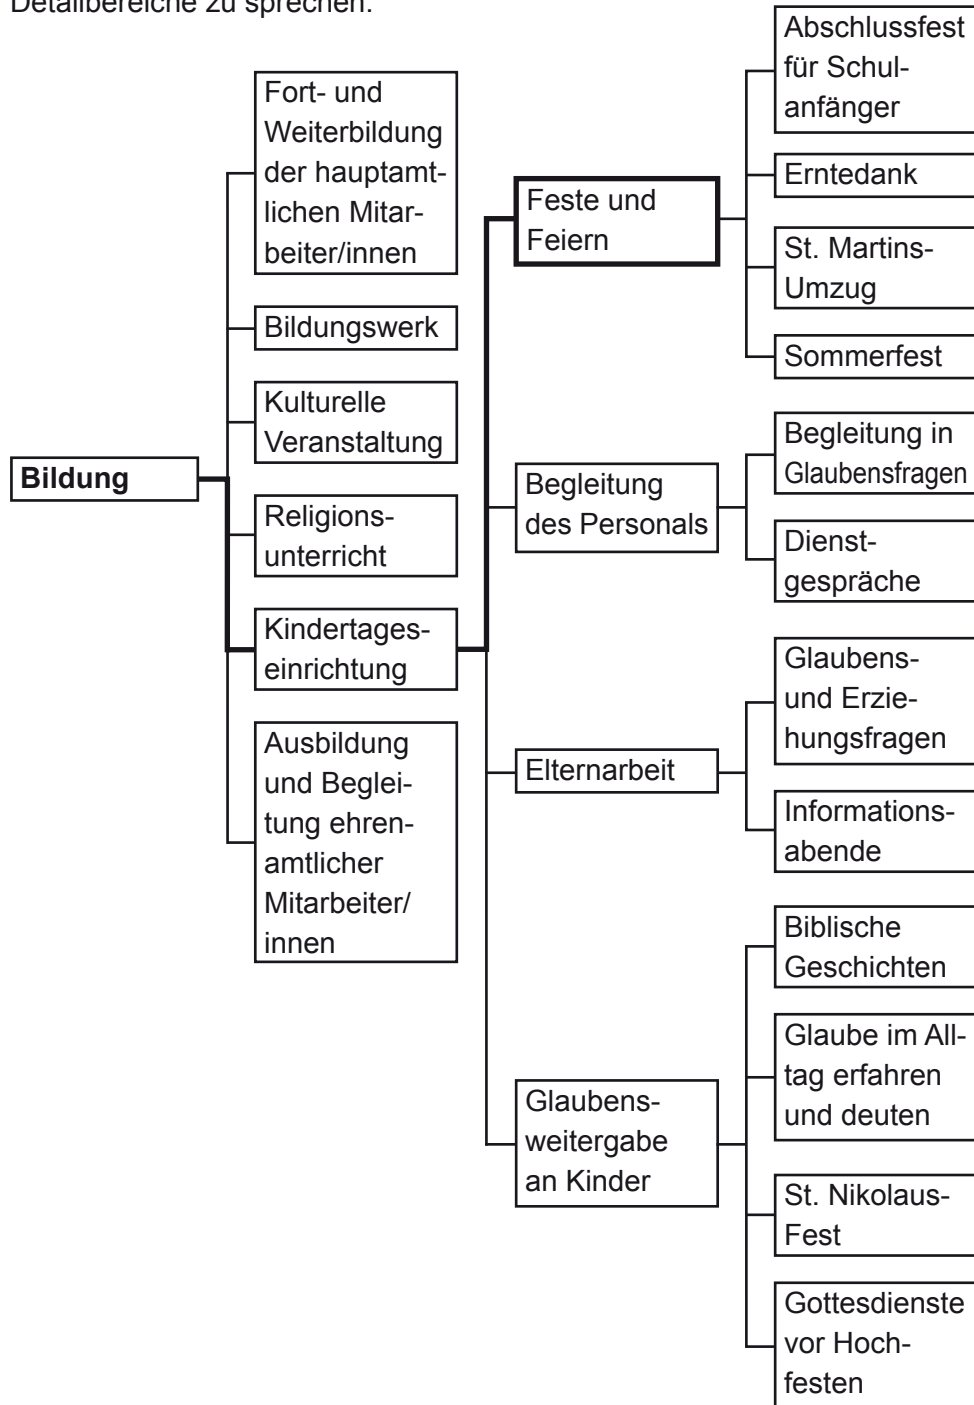 Detailbereiche zu sprechen.
Bildung
Fort- und
Weiterbildung
der hauptamt-
lichen Mitar-
beiter/innen
Bildungswerk
Kulturelle
Veranstaltung
Religions-
unterricht
Kindertages-
einrichtung
Ausbildung
und Beglei-
tung ehren-
amtlicher
Mitarbeiter/
innen
Feste und
Feiern
Begleitung
des Personals
Elternarbeit
Glaubens-
weitergabe
an Kinder
Abschlussfest
für Schul-
anfänger
Erntedank
St. Martins-
Umzug
Sommerfest
Begleitung in
Glaubensfragen
Dienst-
gespräche
Glaubens-
und Erzie-
hungsfragen
Informations-
abende
Biblische
Geschichten
Glaube im All-
tag erfahren
und deuten
St. Nikolaus-
Fest
Gottesdienste
vor Hoch-
festen